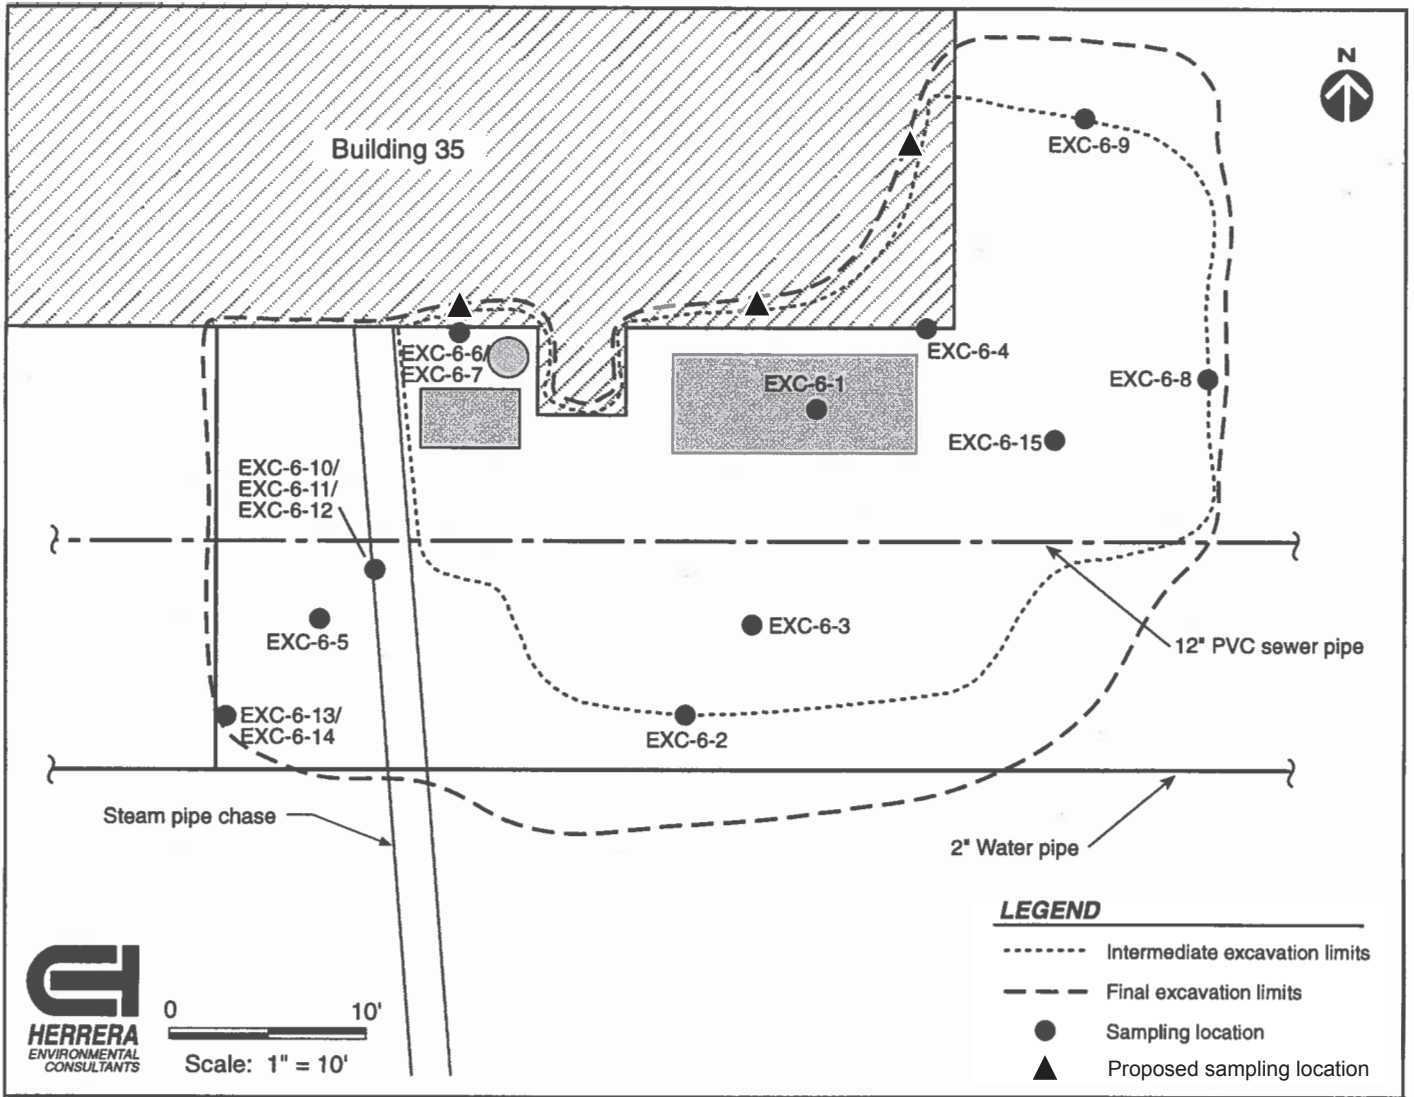 N
Building 35
EXC-6-9
EXC-6-6/
EXC-6-7
EXC-6-4
EXC-6-1
EXC-6-8
EXC-6-15
EXC-6-10/
EXC-6-11/
EXC-6-12
EXC-6-5
EXC-6-3
12" PVC sewer pipe
EXC-6-13/
EXC-6-14
EXC-6-2
Steam pipe chase
2" Water pipe
LEGEND
Intermediate excavation limits
Final excavation limits
Sampling location
Proposed sampling location
HERRERA
ENVIRONMENTAL
CONSULTANTS
0 10'
Scale: 1" = 10'